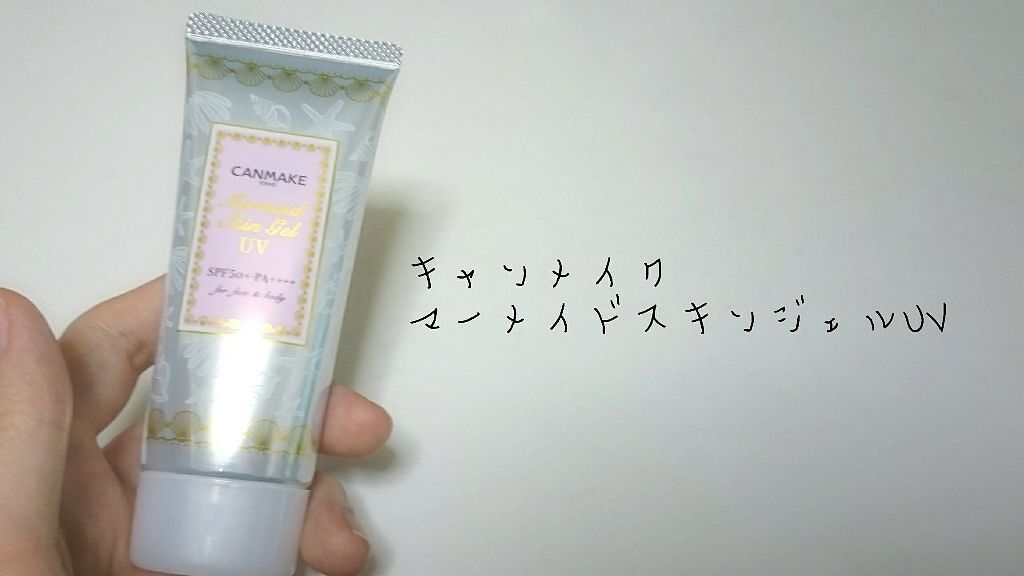 CANMAKE
TOKYO
Mermaid
Skin Gel
UV
SPF50+・PA++++
for face & body
キャンメイク
マーメイドスキンジェルUV